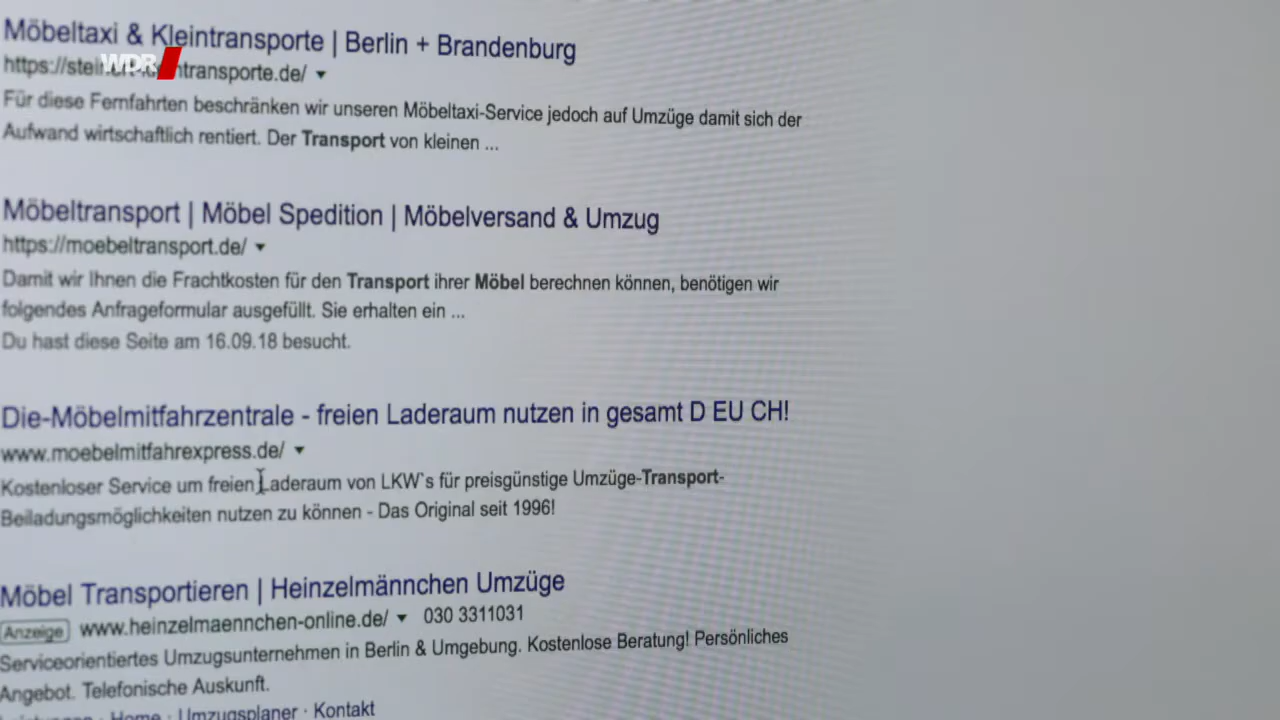 Möbeltaxi & Kleintransporte | Berlin + Brandenburg
WDR
ntransporte.de/
Für diese Fernfahrten beschränken wir unseren Möbeltaxi-Service jedoch auf Umzüge damit sich der
Aufwand wirtschaftlich rentiert. Der Transport von kleinen ...
Möbeltransport | Möbel Spedition | Möbelversand & Umzug
https://moebeltransport.de/
Damit wir Ihnen die Frachtkosten für den Transport ihrer Möbel berechnen können, benötigen wir
folgendes Anfrageformular ausgefüllt. Sie erhalten ein ...
Du hast diese Seite am 16.09.18 besucht.
Die-Möbelmitfahrzentrale - freien Laderaum nutzen in gesamt D EU CH!
www.moebelmitfahrexpress.de/
Kostenloser Service um freien Laderaum von LKW`s für preisgünstige Umzüge-Transport-
Beiladungsmöglichkeiten nutzen zu können - Das Original seit 1996!
Möbel Transportieren | Heinzelmännchen Umzüge
Anzeige www.heinzelmaennchen-online.de/ 030 3311031
Serviceorientiertes Umzugsunternehmen in Berlin & Umgebung. Kostenlose Beratung! Persönliches
Angebot. Telefonische Auskunft.
Leistungen · Home · Umzugsplaner · Kontakt